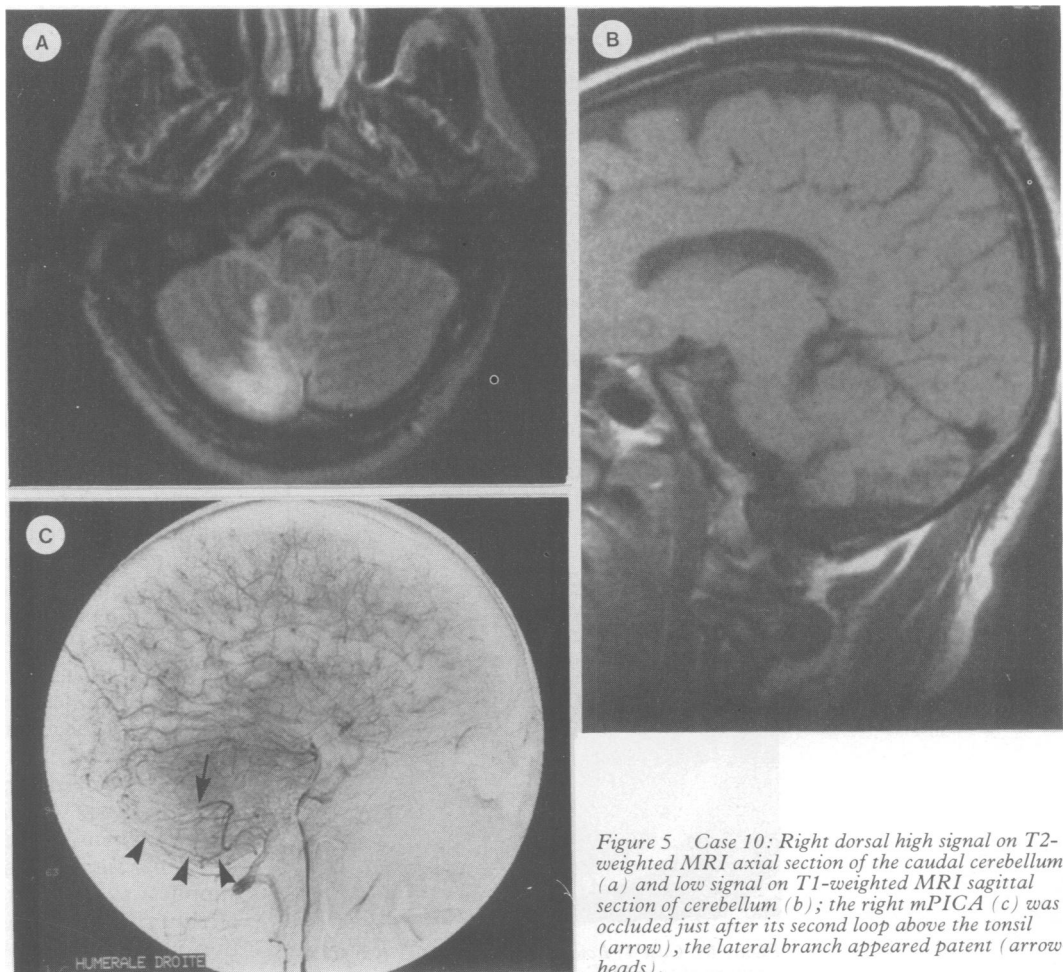 A
B
C
HUMERALE DROITE
Figure 5 Case 10: Right dorsal high signal on T2-
weighted MRI axial section of the caudal cerebellum
(a) and low signal on T1-weighted MRI sagittal
section of cerebellum (b); the right mPICA (c) was
occluded just after its second loop above the tonsil
(arrow), the lateral branch appeared patent (arrow
heads).